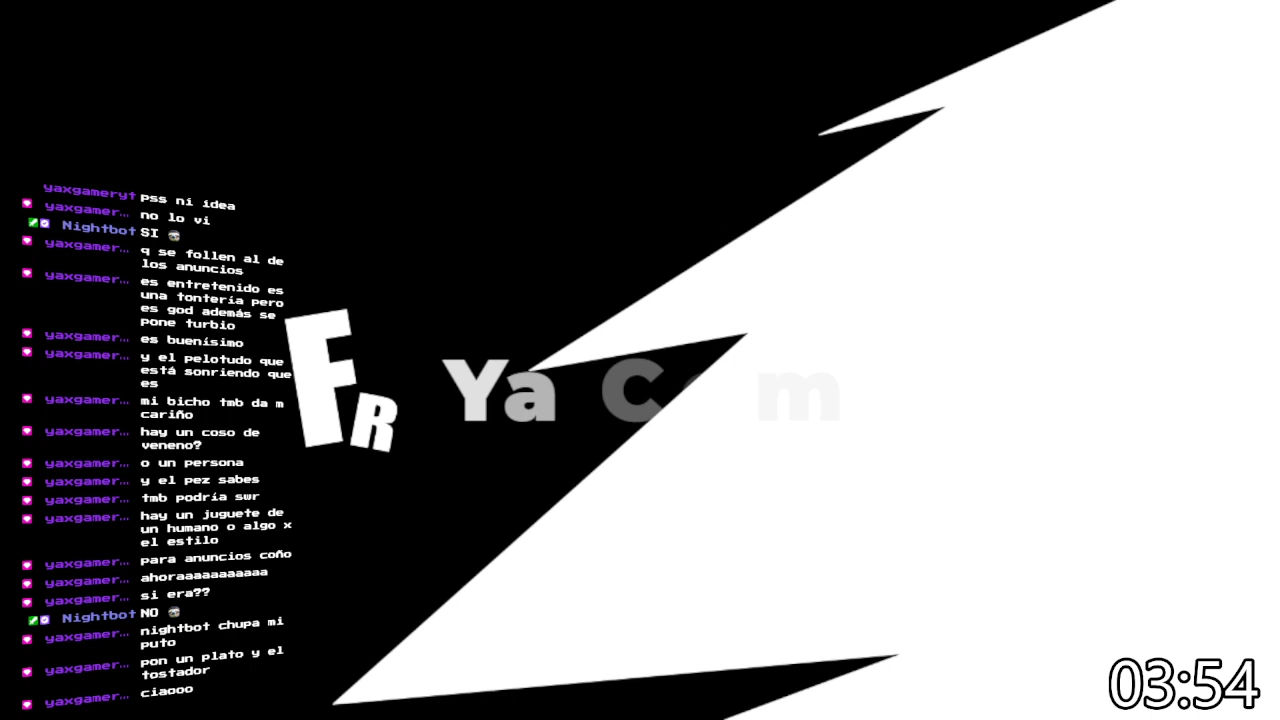 yaxgameryt pss ni idea
yaxgamer... no lo vi
Nightbot SI
yaxgamer... q se follen al de
los anuncios
yaxgamer... es entretenido es
una tontería pero
es god además se
pone turbio
yaxgamer... es buenísimo
yaxgamer... y el pelotudo que
está sonriendo que
es
yaxgamer... mi bicho tmb da m
cariño
yaxgamer... hay un coso de
veneno?
yaxgamer... o un persona
yaxgamer... y el pez sabes
yaxgamer... tmb podría swr
yaxgamer... hay un juguete de
un humano o algo x
el estilo
yaxgamer... para anuncios coño
yaxgamer... ahoraaaaaaaaaaa
yaxgamer... si era??
Nightbot NO
yaxgamer... nightbot chupa mi
puto
yaxgamer... pon un plato y el
tostador
yaxgamer... ciaooo
FR
Ya Com
03:54